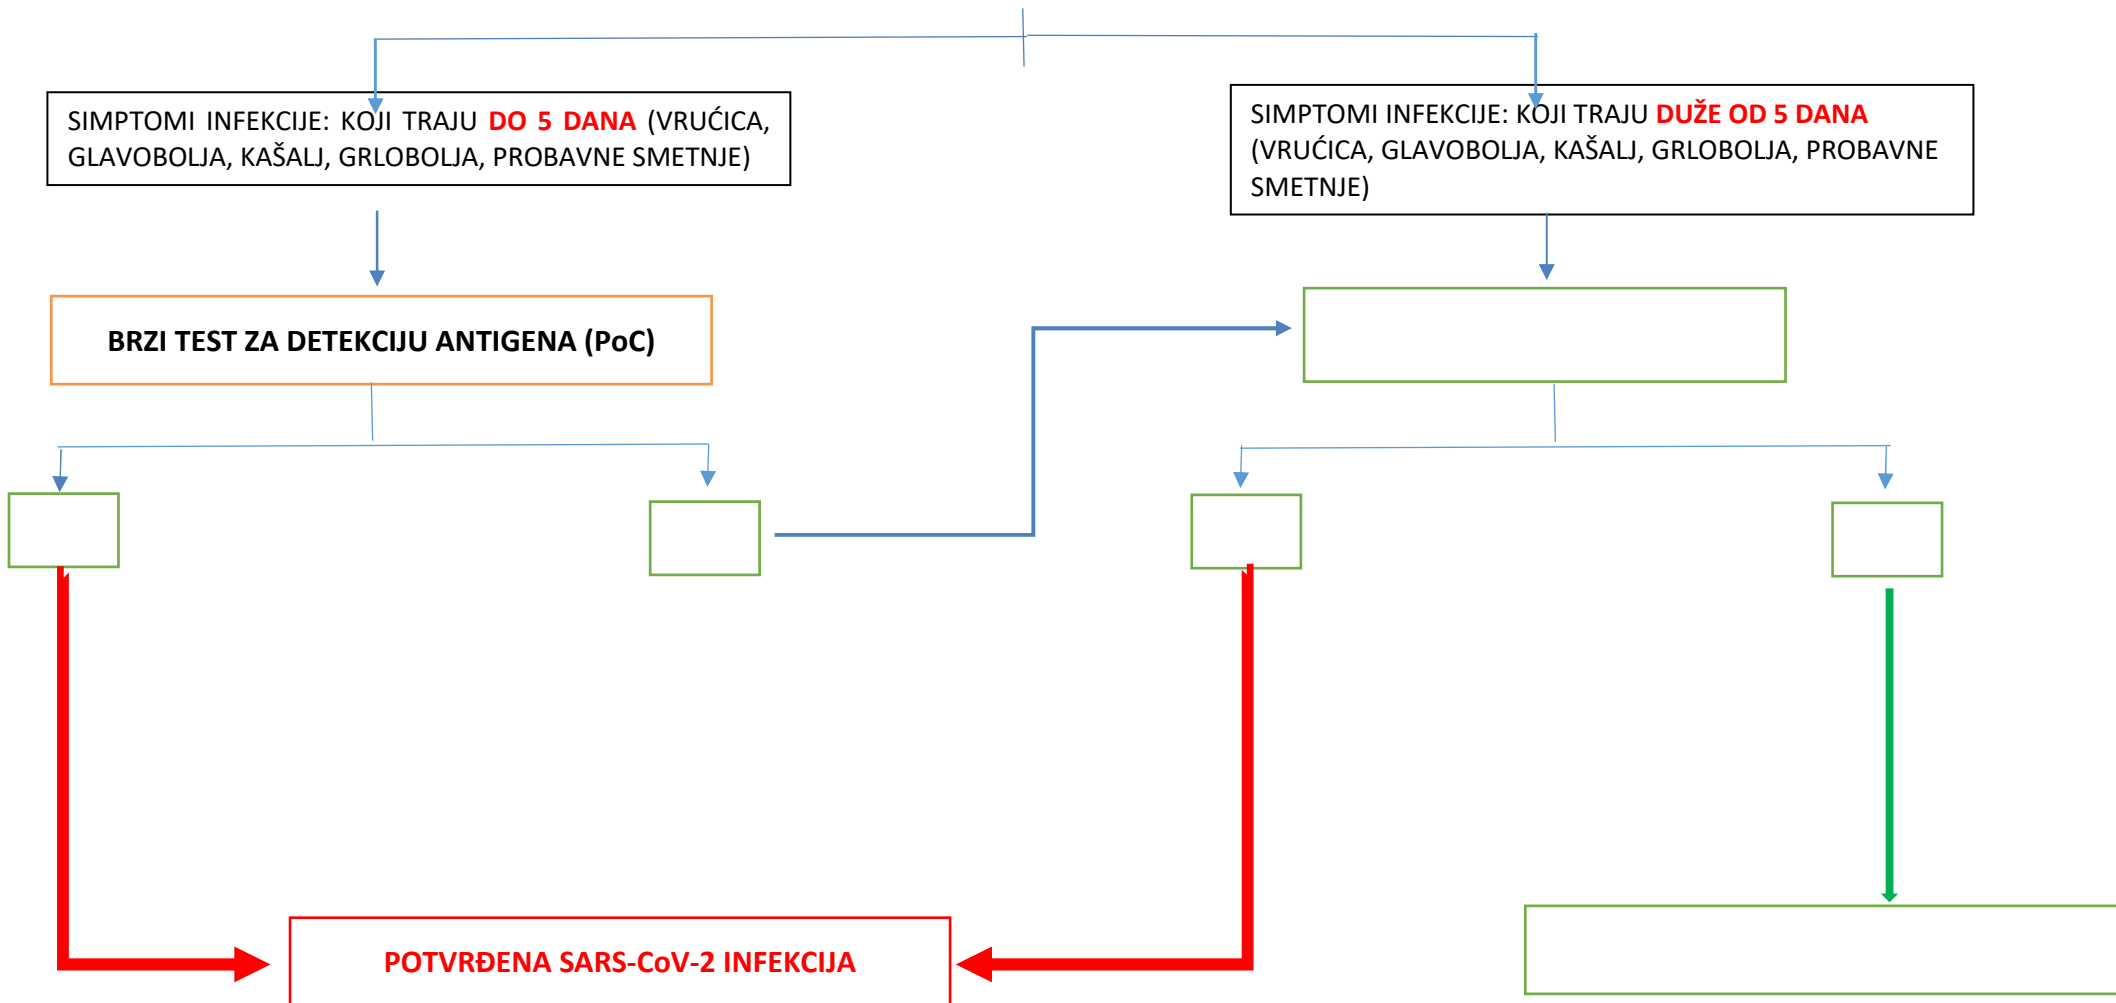 SIMPTOMI INFEKCIJE: KOJI TRAJU DO 5 DANA (VRUĆICA,
GLAVOBOLJA, KAŠALJ, GRLOBOLJA, PROBAVNE SMETNJE)
SIMPTOMI INFEKCIJE: KOJI TRAJU DUŽE OD 5 DANA
(VRUĆICA, GLAVOBOLJA, KAŠALJ, GRLOBOLJA, PROBAVNE
SMETNJE)
BRZI TEST ZA DETEKCIJU ANTIGENA (PoC)
POTVRĐENA SARS-CoV-2 INFEKCIJA